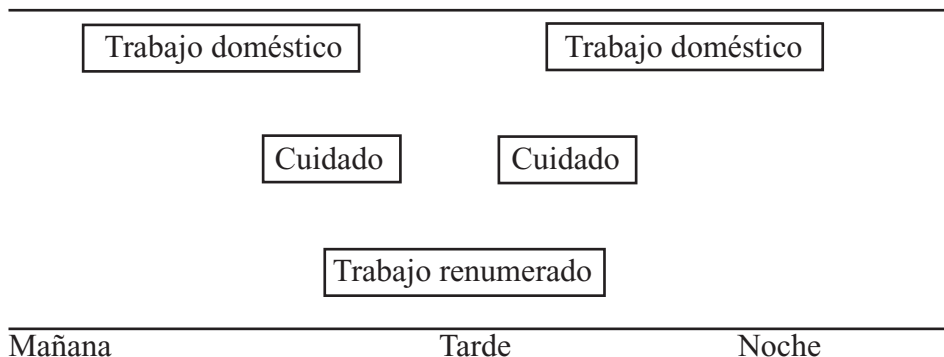 Trabajo doméstico Trabajo doméstico
Cuidado Cuidado
Trabajo renumerado
Mañana Tarde Noche